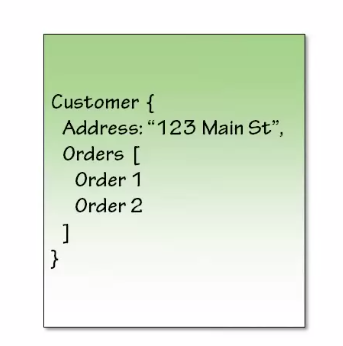 Customer {
Address: “123 Main St”,
Orders [
Order 1
Order 2
]
}